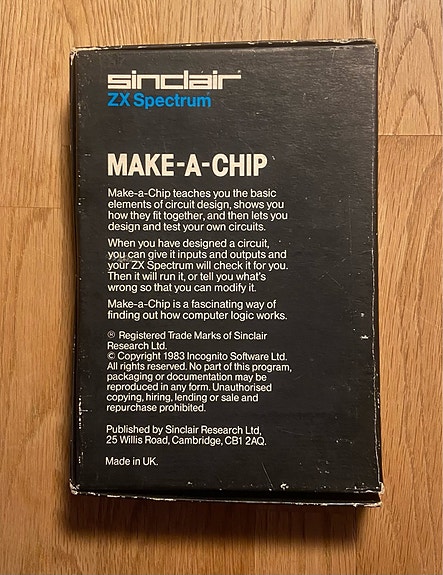 sinclair
ZX Spectrum
MAKE-A-CHIP
Make-a-Chip teaches you the basic
elements of circuit design, shows you
how they fit together, and then lets you
design and test your own circuits.
When you have designed a circuit,
you can give it inputs and outputs and
your ZX Spectrum will check it for you.
Then it will run it, or tell you what's
wrong so that you can modify it.
Make-a-Chip is a fascinating way of
finding out how computer logic works.
® Registered Trade Marks of Sinclair
Research Ltd.
© Copyright 1983 Incognito Software Ltd.
All rights reserved. No part of this program,
packaging or documentation may be
reproduced in any form. Unauthorised
copying, hiring, lending or sale and
repurchase prohibited.
Published by Sinclair Research Ltd,
25 Willis Road, Cambridge, CB1 2AQ.
Made in UK.